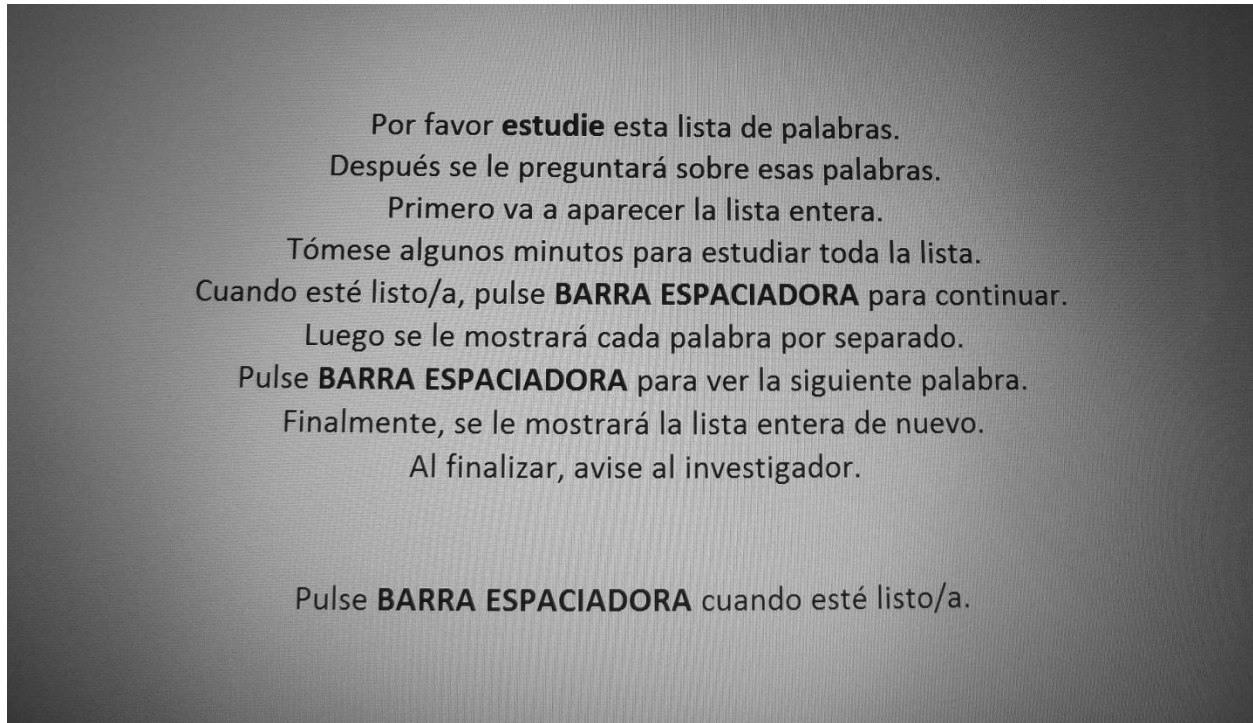 Por favor estudie esta lista de palabras.
Después se le preguntará sobre esas palabras.
Primero va a aparecer la lista entera.
Tómese algunos minutos para estudiar toda la lista.
Cuando esté listo/a, pulse BARRA ESPACIADORA para continuar.
Luego se le mostrará cada palabra por separado.
Pulse BARRA ESPACIADORA para ver la siguiente palabra.
Finalmente, se le mostrará la lista entera de nuevo.
Al finalizar, avise al investigador.
Pulse BARRA ESPACIADORA cuando esté listo/a.